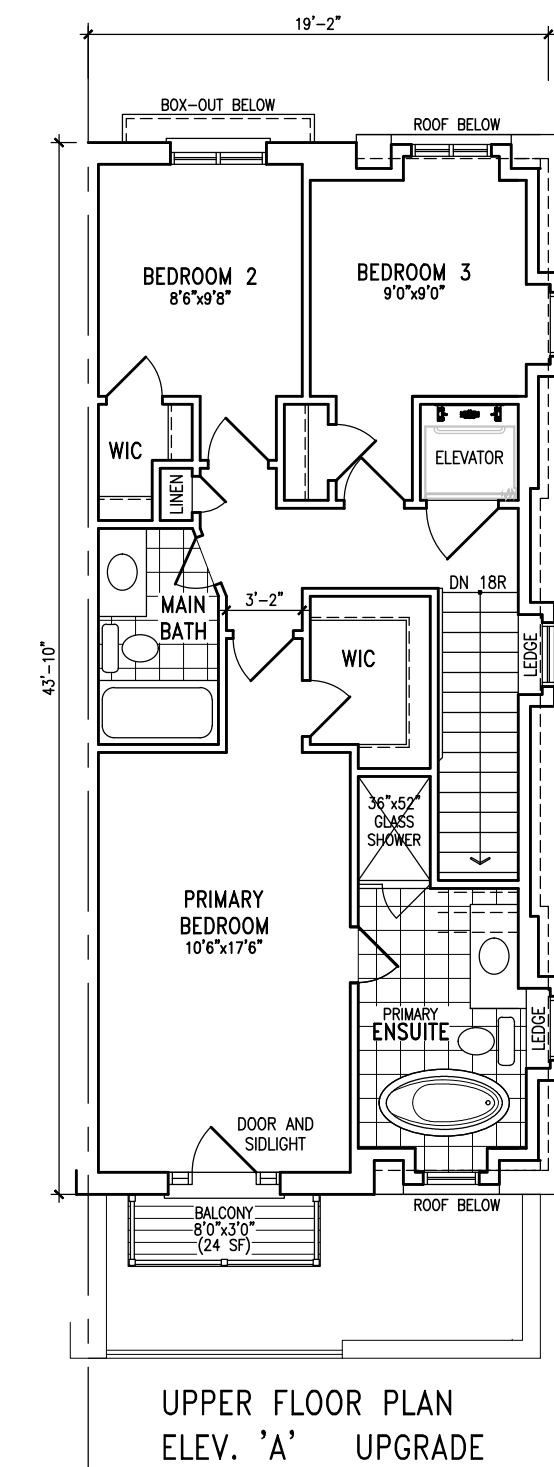 19'-2"
BOX-OUT BELOW
ROOF BELOW
BEDROOM 2
8'6"x9'8"
BEDROOM 3
9'0"x9'0"
WIC
LINEN
ELEVATOR
DN 18R
MAIN
BATH
3'-2"
WIC
LEDGE
43'-10"
36"x52"
GLASS
SHOWER
PRIMARY
BEDROOM
10'6"x17'6"
PRIMARY
ENSUITE
LEDGE
DOOR AND
SIDLIGHT
BALCONY
8'0"x3'0"
(24 SF)
ROOF BELOW
UPPER FLOOR PLAN
ELEV. 'A' UPGRADE